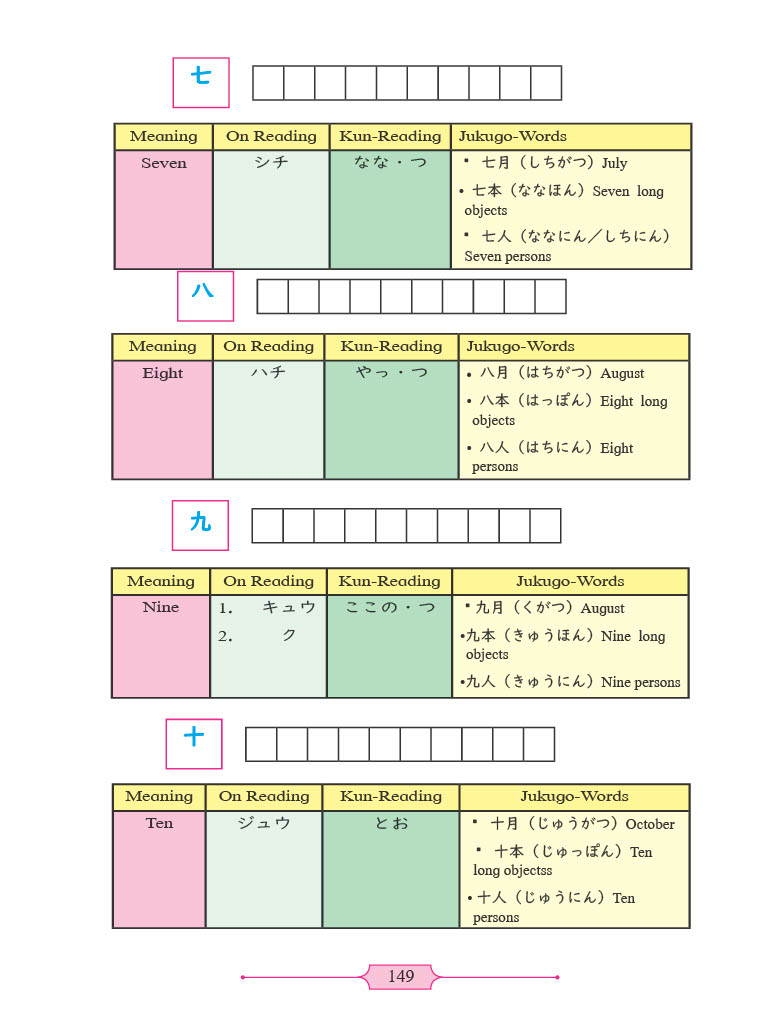 七
Meaning On Reading Kun-Reading Jukugo-Words
Seven シチ なな・つ ▪ 七月（しちがつ）July
• 七本（ななほん）Seven long
objects
▪ 七人（ななにん／しちにん）
Seven persons
八
Meaning On Reading Kun-Reading Jukugo-Words
Eight ハチ やっ・つ • 八月（はちがつ）August
• 八本（はっぽん）Eight long
objects
• 八人（はちにん）Eight
persons
九
Meaning On Reading Kun-Reading Jukugo-Words
Nine 1. キュウ ここの・つ ▪ 九月（くがつ）August
2. ク •九本（きゅうほん）Nine long
objects
•九人（きゅうにん）Nine persons
十
Meaning On Reading Kun-Reading Jukugo-Words
Ten ジュウ とお ▪ 十月（じゅうがつ）October
▪ 十本（じゅっぽん）Ten
long objectss
• 十人（じゅうにん）Ten
persons
149